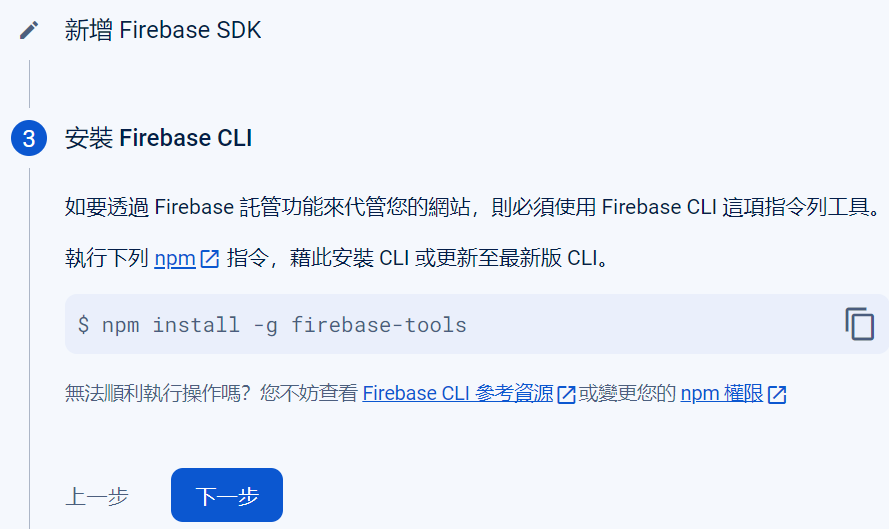 新增 Firebase SDK
3 安裝 Firebase CLI
如要透過 Firebase 託管功能來代管您的網站，則必須使用 Firebase CLI 這項指令列工具。
執行下列 npm 指令，藉此安裝 CLI 或更新至最新版 CLI。
$ npm install -g firebase-tools
無法順利執行操作嗎？您不妨查看 Firebase CLI 參考資源 或變更您的 npm 權限
上一步 下一步